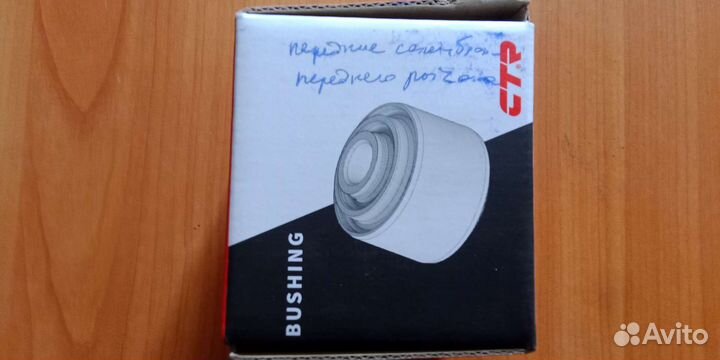 передние сайлентблоки
переднего рычага
CTR
BUSHING
Avito